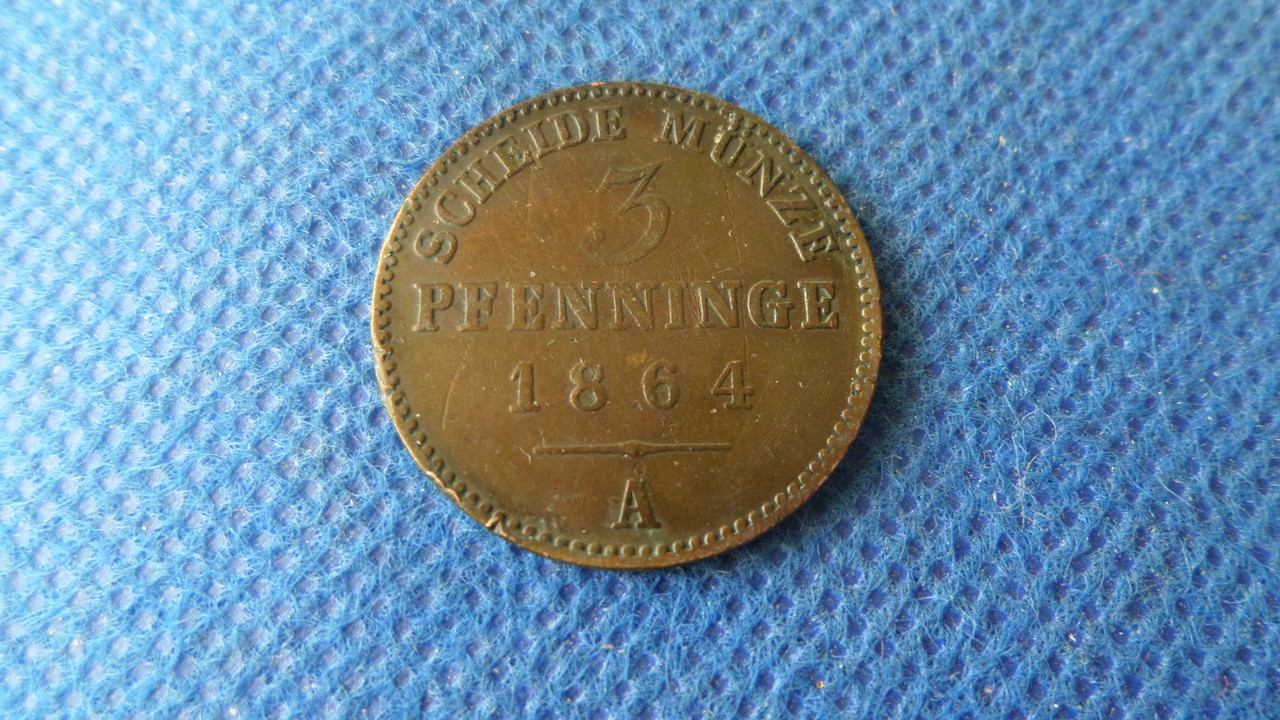 SCHEIDE MÜNZE
3
PFENNINGE
1864
A